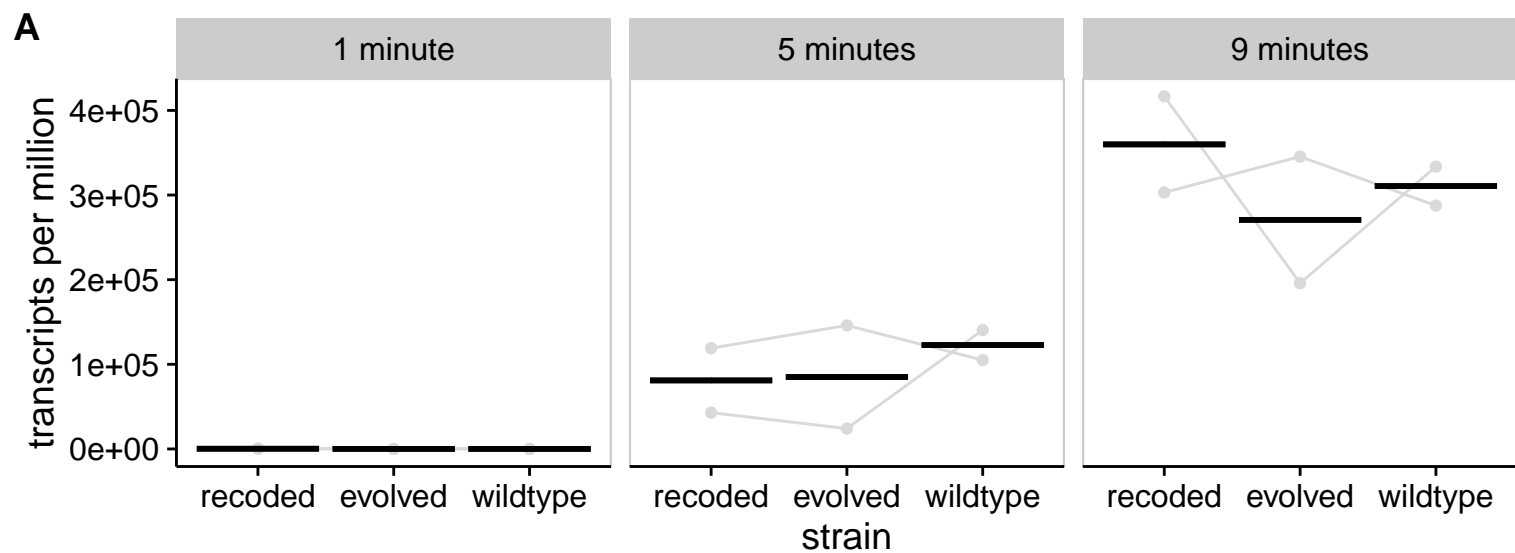 A
1 minute
5 minutes
9 minutes
transcripts per million
4e+05
3e+05
2e+05
1e+05
0e+00
recoded evolved wildtype
recoded evolved wildtype
recoded evolved wildtype
strain